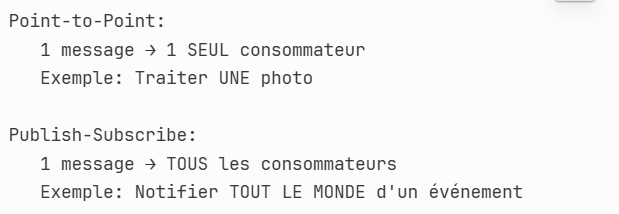 Point-to-Point:
1 message → 1 SEUL consommateur
Exemple: Traiter UNE photo
Publish-Subscribe:
1 message → TOUS les consommateurs
Exemple: Notifier TOUT LE MONDE d'un événement